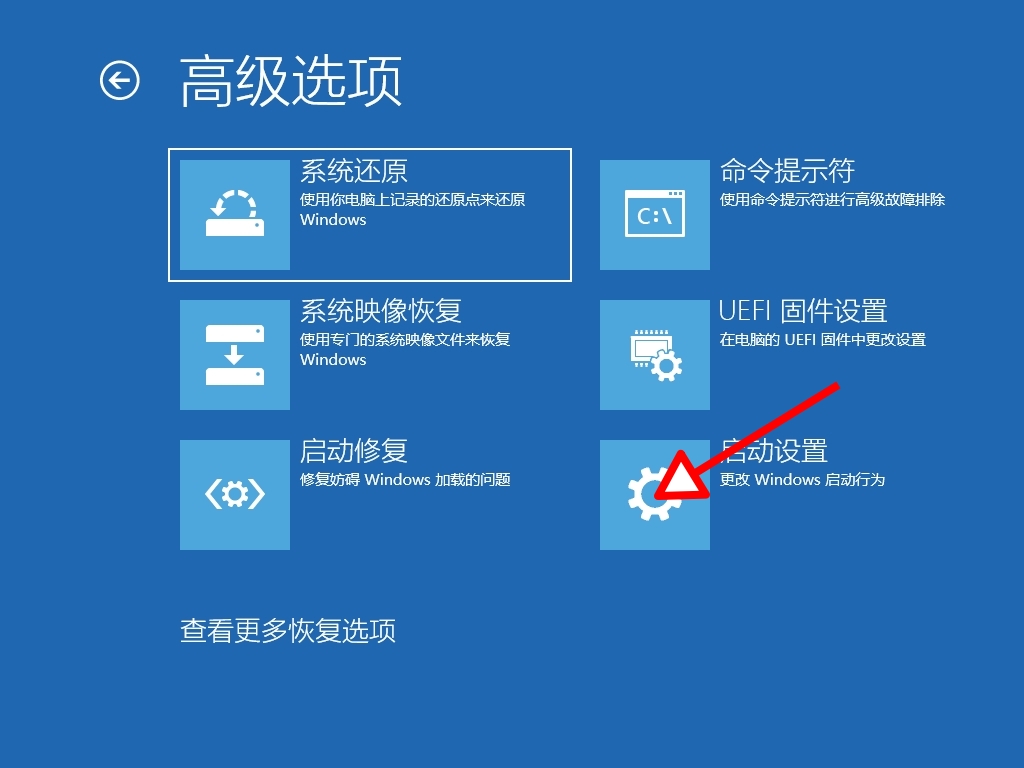 高级选项
系统还原
使用你电脑上记录的还原点来还原
Windows
命令提示符
使用命令提示符进行高级故障排除
C:\
系统映像恢复
使用专门的系统映像文件来恢复
Windows
UEFI 固件设置
在电脑的 UEFI 固件中更改设置
启动修复
修复妨碍 Windows 加载的问题
启动设置
更改 Windows 启动行为
查看更多恢复选项